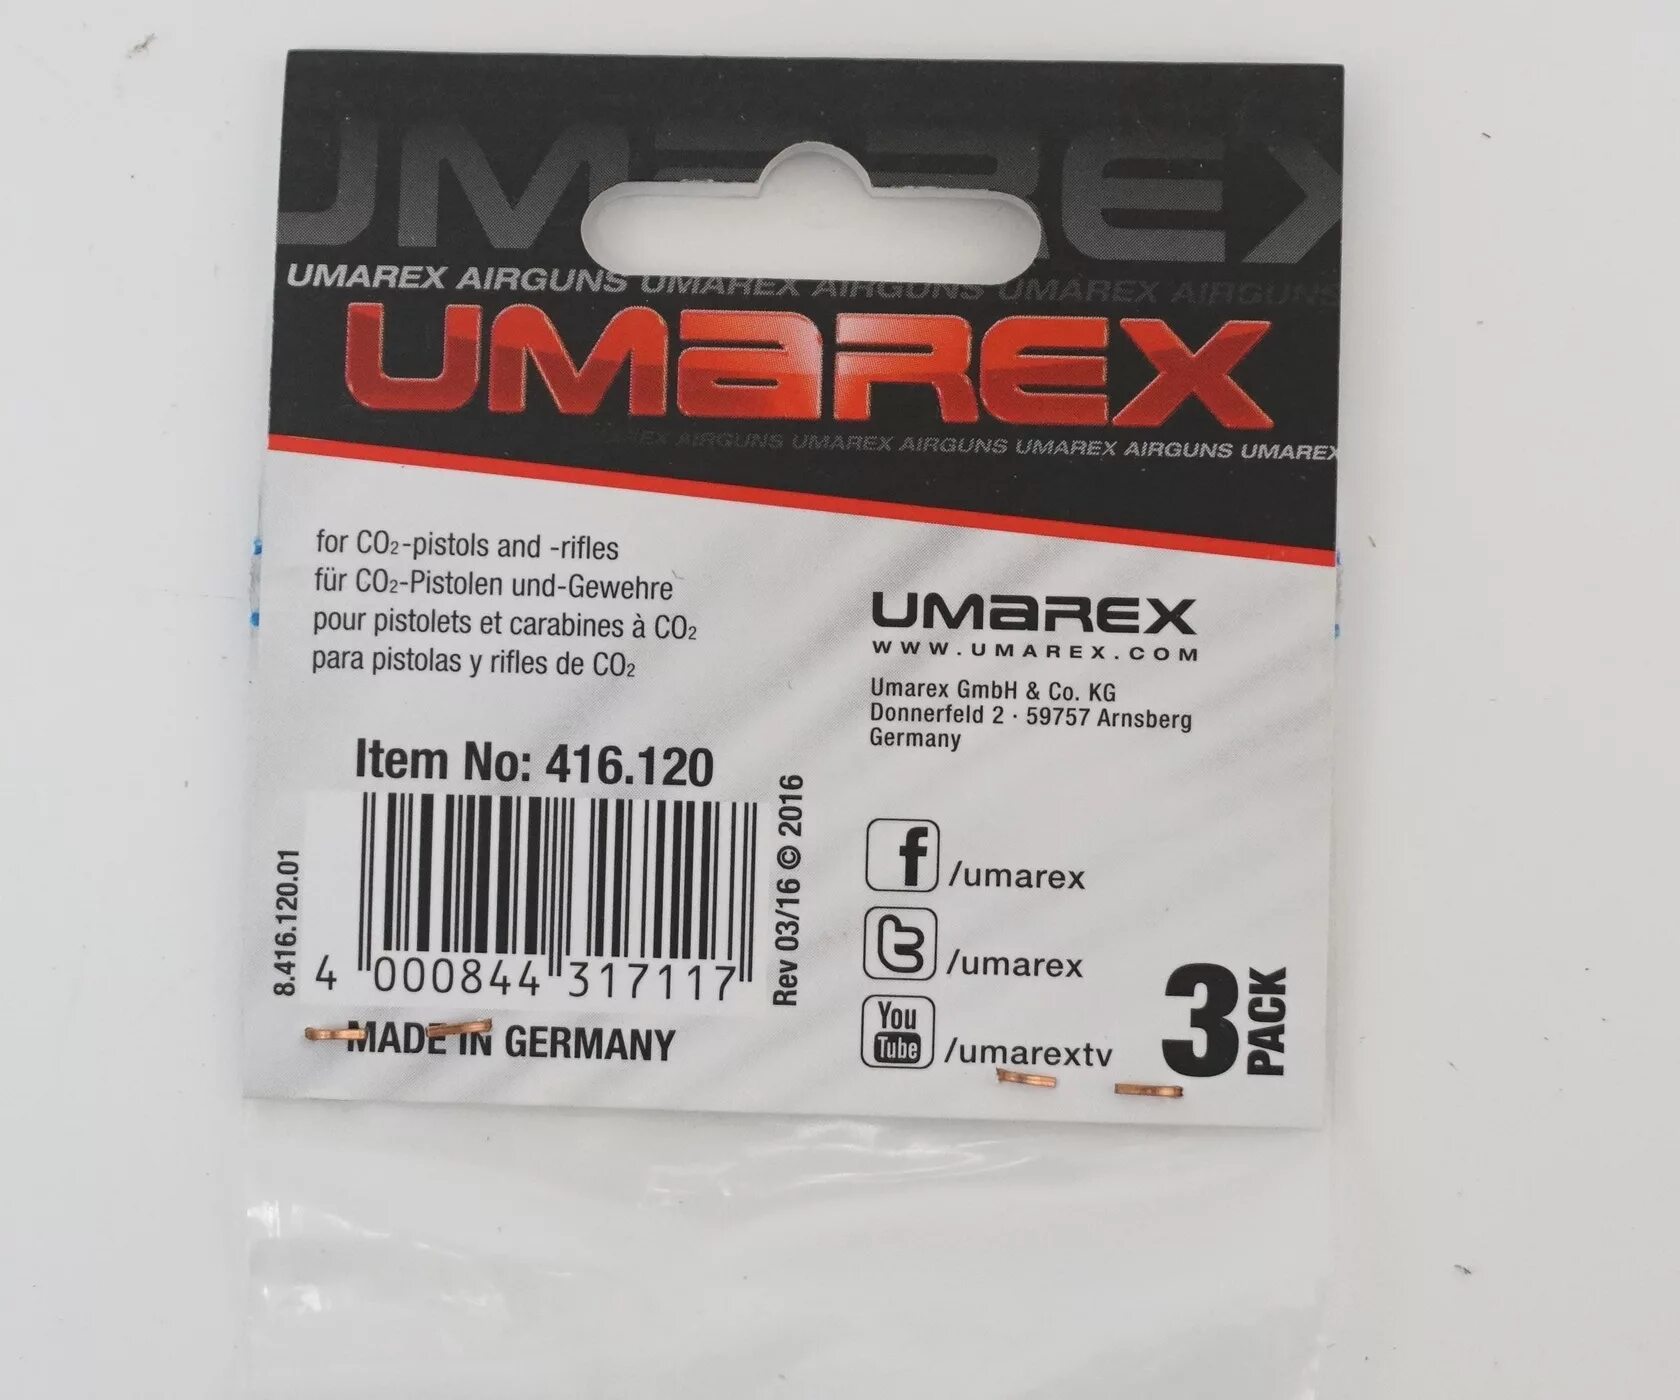 UMAREX
UMAREX AIRGUNS UMAREX AIRGUNS UMAREX AIRGUNS
UMAREX
AIRGUNS UMAREX AIRGUNS UMAREX AIRGUNS UMAREX
for CO₂-pistols and -rifles
für CO₂-Pistolen und-Gewehre
pour pistolets et carabines à CO₂
para pistolas y rifles de CO₂
UMAREX
WWW.UMAREX.COM
Umarex GmbH & Co. KG
Donnerfeld 2 · 59757 Arnsberg
Germany
Item No: 416.120
8.416.120.01
4 000844 317117
Rev 03/16 © 2016
MADE IN GERMANY
f /umarex
t /umarex
You Tube /umarextv
3 PACK